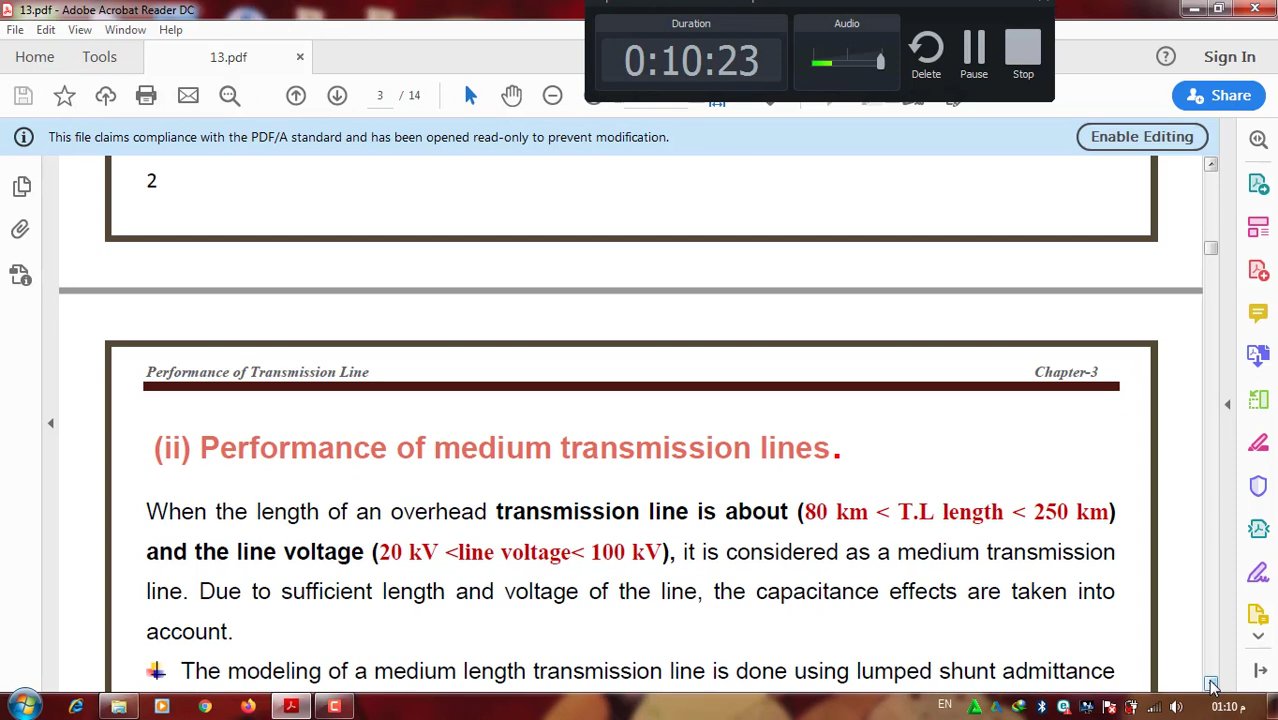 13.pdf - Adobe Acrobat Reader DC
File Edit View Window Help
Home Tools 13.pdf
Sign In
3 / 14
Share
Duration
0:10:23
Audio
Delete Pause Stop
This file claims compliance with the PDF/A standard and has been opened read-only to prevent modification.
Enable Editing
2
Performance of Transmission Line Chapter-3
(ii) Performance of medium transmission lines.
When the length of an overhead transmission line is about (80 km < T.L length < 250 km)
and the line voltage (20 kV <line voltage< 100 kV), it is considered as a medium transmission
line. Due to sufficient length and voltage of the line, the capacitance effects are taken into
account.
The modeling of a medium length transmission line is done using lumped shunt admittance
EN
01:10 م